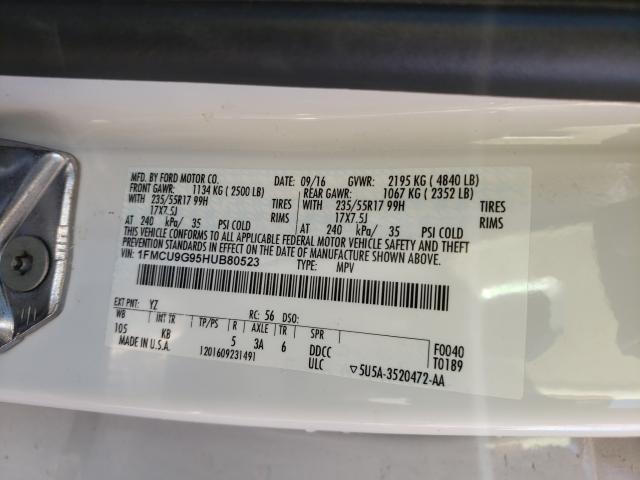 MFD. BY FORD MOTOR CO.
DATE: 09/16 GVWR: 2195 KG ( 4840 LB)
FRONT GAWR: 1134 KG ( 2500 LB) REAR GAWR: 1067 KG ( 2352 LB)
WITH 235/55R17 99H TIRES WITH 235/55R17 99H TIRES
17X7.5J RIMS 17X7.5J RIMS
AT 240 kPa/ 35 PSI COLD AT 240 kPa/ 35 PSI COLD
THIS VEHICLE CONFORMS TO ALL APPLICABLE FEDERAL MOTOR VEHICLE SAFETY AND THEFT
PREVENTION STANDARDS IN EFFECT ON THE DATE OF MANUFACTURE SHOWN ABOVE.
VIN: 1FMCU9G95HUB80523 TYPE: MPV
EXT PNT: YZ RC: 56 DSO:
WB INT TR TP/PS R AXLE TR SPR
105 KB 5 3A 6 DDCC F0040
MADE IN U.S.A. 1201609231491 ULC ▽5U5A-3520472-AA T0189